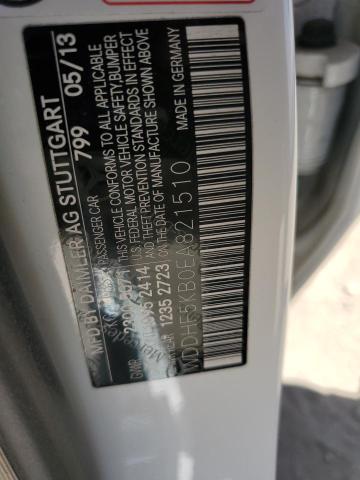 MFD BY DAIMLER AG STUTTGART
PASSENGER CAR 799 05/13
THIS VEHICLE CONFORMS TO ALL APPLICABLE
FEDERAL MOTOR VEHICLE SAFETY, BUMPER
AND THEFT PREVENTION STANDARDS IN EFFECT
ON THE DATE OF MANUFACTURE SHOWN ABOVE
GWR
2414
1235 2723
MADE IN GERMANY
WDDHF5KB0EA821510